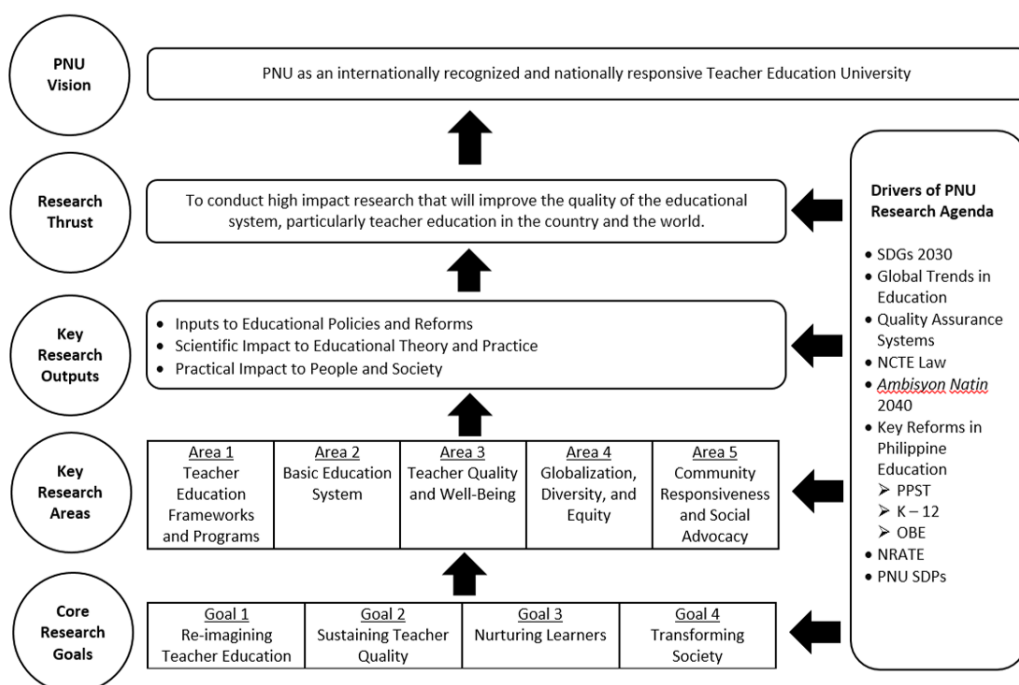 PNU
Vision
PNU as an internationally recognized and nationally responsive Teacher Education University
Research
Thrust
To conduct high impact research that will improve the quality of the educational
system, particularly teacher education in the country and the world.
Key
Research
Outputs
• Inputs to Educational Policies and Reforms
• Scientific Impact to Educational Theory and Practice
• Practical Impact to People and Society
Key
Research
Areas
Area 1
Teacher
Education
Frameworks
and Programs
Area 2
Basic Education
System
Area 3
Teacher Quality
and Well-Being
Area 4
Globalization,
Diversity, and
Equity
Area 5
Community
Responsiveness
and Social
Advocacy
Core
Research
Goals
Goal 1
Re-imagining
Teacher Education
Goal 2
Sustaining Teacher
Quality
Goal 3
Nurturing Learners
Goal 4
Transforming
Society
Drivers of PNU
Research Agenda
• SDGs 2030
• Global Trends in
Education
• Quality Assurance
Systems
• NCTE Law
• Ambisyon Natin
2040
• Key Reforms in
Philippine
Education
➢ PPST
➢ K – 12
➢ OBE
• NRATE
• PNU SDPs